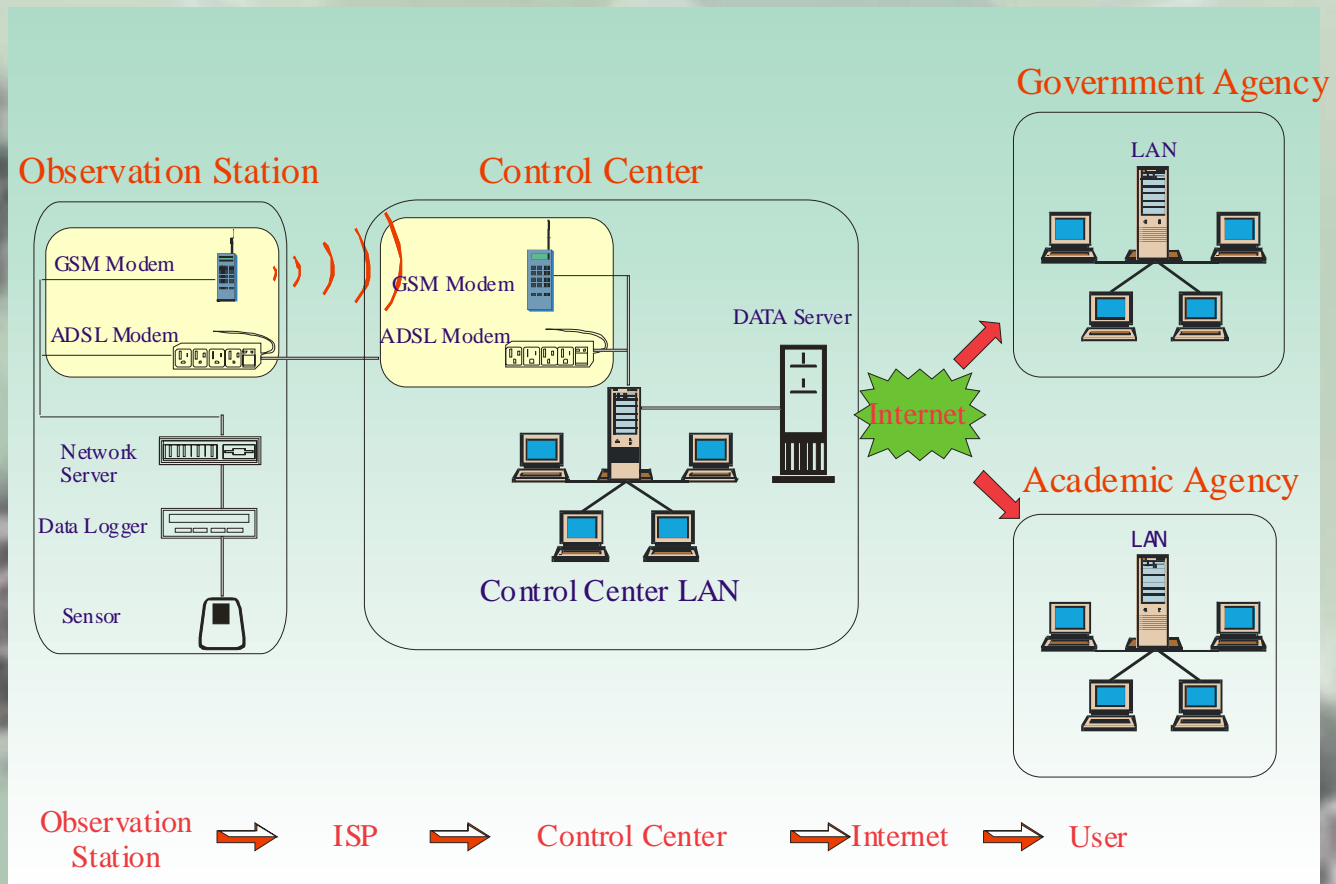 Government Agency
LAN
Observation Station
Control Center
GSM Modem
GSM Modem
ADSL Modem
ADSL Modem
DATA Server
Internet
Network
Server
Data Logger
Sensor
Control Center LAN
Academic Agency
LAN
Observation
Station
ISP
Control Center
Internet
User